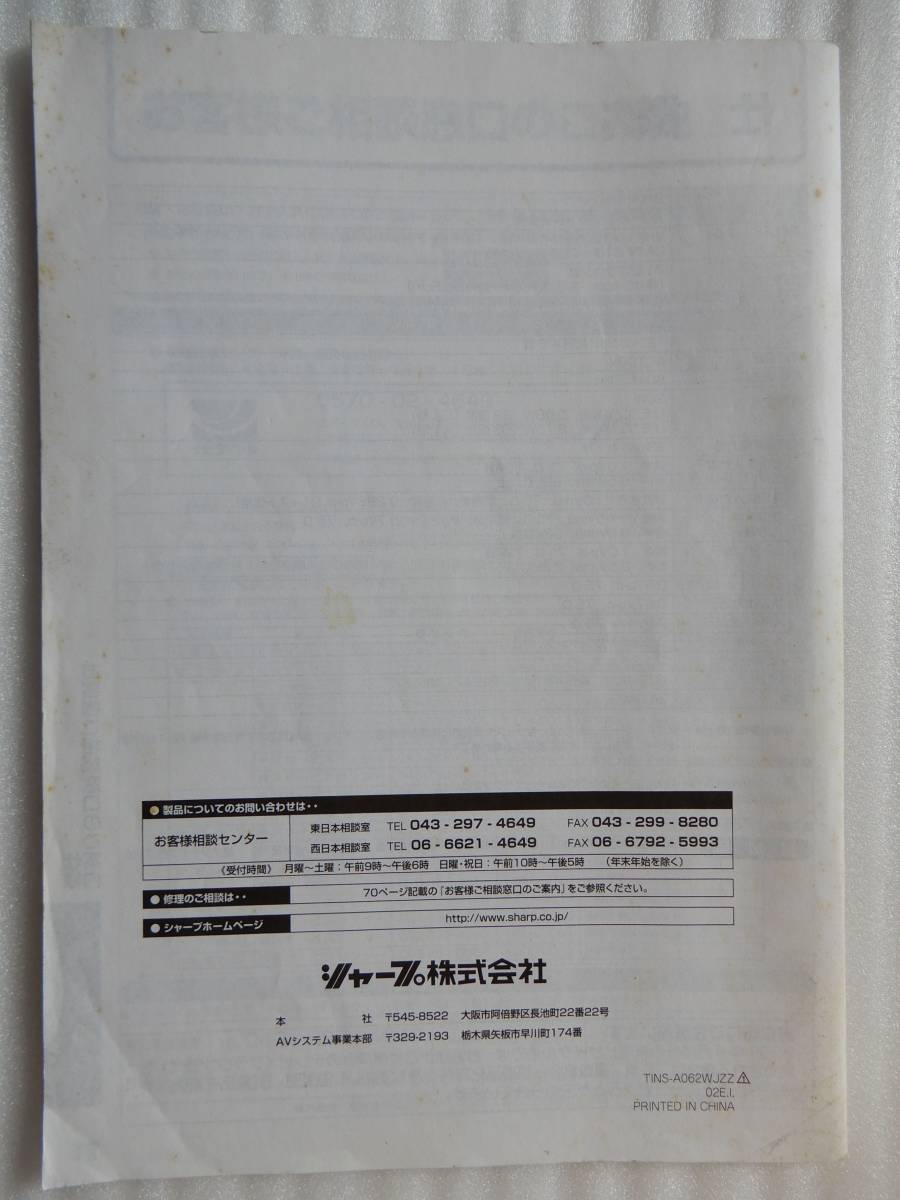 ● 製品についてのお問い合わせは・・
お客様相談センター
東日本相談室 TEL 043 - 297 - 4649 FAX 043 - 299 - 8280
西日本相談室 TEL 06 - 6621 - 4649 FAX 06 - 6792 - 5993
《受付時間》 月曜～土曜：午前9時～午後6時 日曜・祝日：午前10時～午後5時 （年末年始を除く）
● 修理のご相談は・・ 70ページ記載の『お客様ご相談窓口のご案内』をご参照ください。
● シャープホームページ http://www.sharp.co.jp/
シャープ株式会社
本 社 〒545-8522 大阪市阿倍野区長池町22番22号
AVシステム事業本部 〒329-2193 栃木県矢板市早川町174番
TINS-A062WJZZ
02E.I.
PRINTED IN CHINA